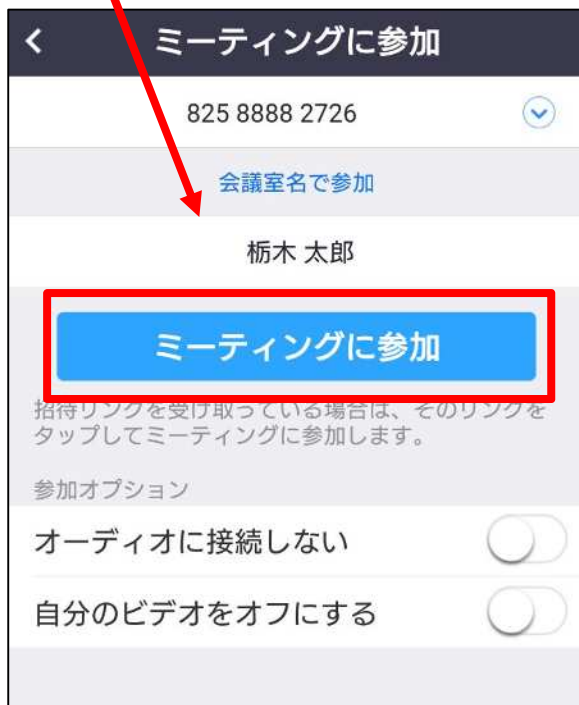 ミーティングに参加
825 8888 2726
会議室名で参加
栃木 太郎
ミーティングに参加
招待リンクを受け取っている場合は、そのリンクを
タップしてミーティングに参加します。
参加オプション
オーディオに接続しない
自分のビデオをオフにする